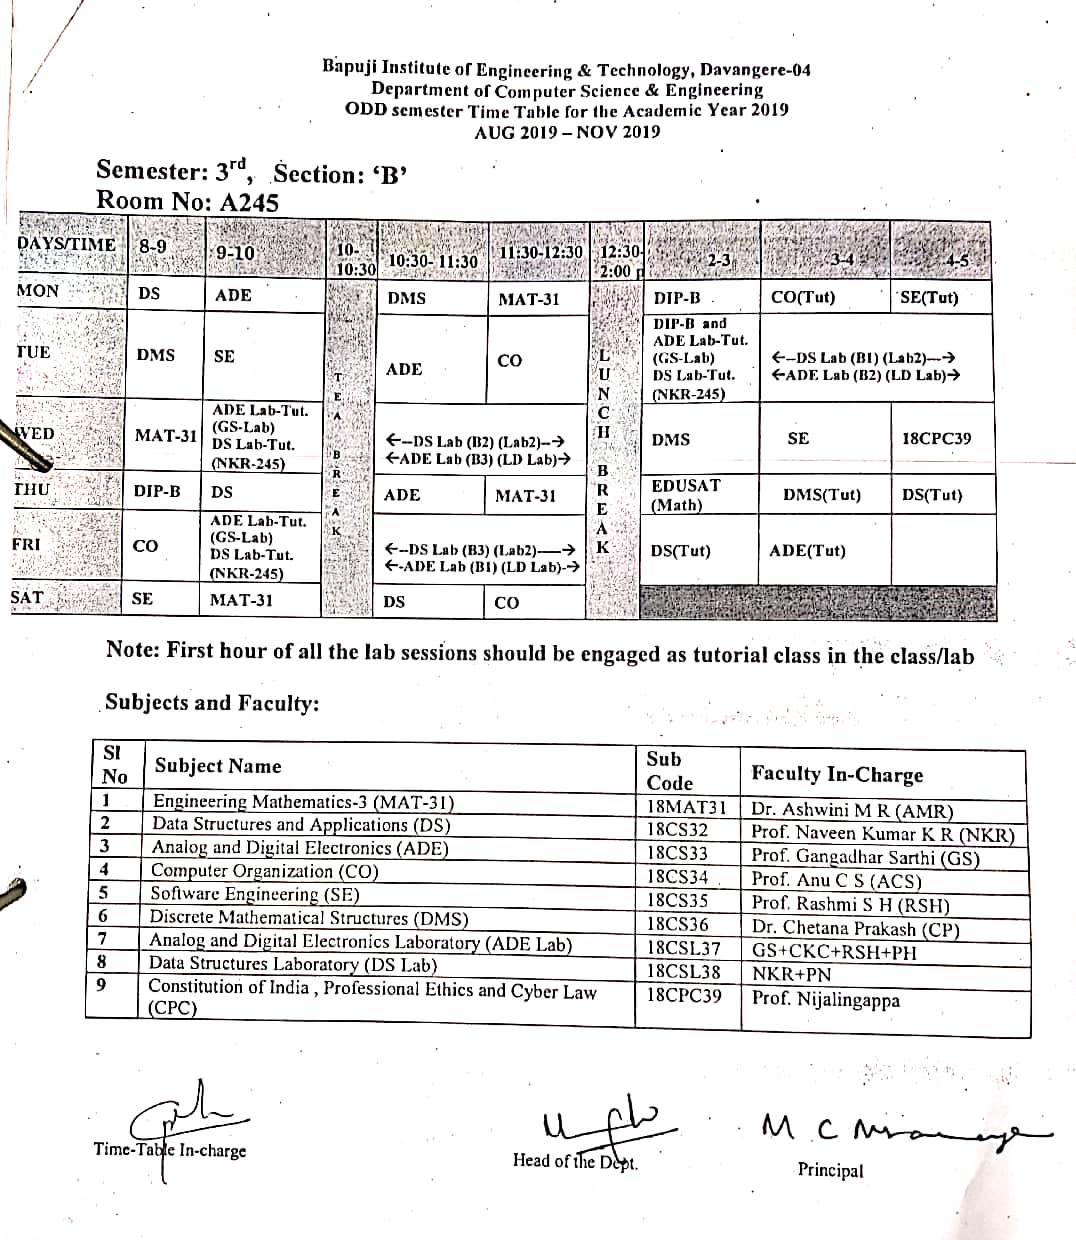 Bapuji Institute of Engineering & Technology, Davangere-04
Department of Computer Science & Engineering
ODD semester Time Table for the Academic Year 2019
AUG 2019 – NOV 2019
Semester: 3rd, Section: ‘B’
Room No: A245
DAYS/TIME 8-9 9-10 10-10:30 10:30- 11:30 11:30-12:30 12:30-2:00 p 2-3 3-4 4-5
MON DS ADE DMS MAT-31 DIP-B CO(Tut) SE(Tut)
TUE DMS SE ADE CO DIP-B and ADE Lab-Tut. (GS-Lab) DS Lab-Tut. (NKR-245) ←--DS Lab (B1) (Lab2)--→ ←ADE Lab (B2) (LD Lab)→
WED MAT-31 ADE Lab-Tut. (GS-Lab) DS Lab-Tut. (NKR-245) ←--DS Lab (B2) (Lab2)--→ ←ADE Lab (B3) (LD Lab)→ DMS SE 18CPC39
THU DIP-B DS ADE MAT-31 EDUSAT (Math) DMS(Tut) DS(Tut)
FRI CO ADE Lab-Tut. (GS-Lab) DS Lab-Tut. (NKR-245) ←--DS Lab (B3) (Lab2)----→ ←-ADE Lab (B1) (LD Lab)-→ DS(Tut) ADE(Tut)
SAT SE MAT-31 DS CO
TEA BREAK
LUNCH BREAK
Note: First hour of all the lab sessions should be engaged as tutorial class in the class/lab
Subjects and Faculty:
Sl No Subject Name Sub Code Faculty In-Charge
1 Engineering Mathematics-3 (MAT-31) 18MAT31 Dr. Ashwini M R (AMR)
2 Data Structures and Applications (DS) 18CS32 Prof. Naveen Kumar K R (NKR)
3 Analog and Digital Electronics (ADE) 18CS33 Prof. Gangadhar Sarthi (GS)
4 Computer Organization (CO) 18CS34 Prof. Anu C S (ACS)
5 Software Engineering (SE) 18CS35 Prof. Rashmi S H (RSH)
6 Discrete Mathematical Structures (DMS) 18CS36 Dr. Chetana Prakash (CP)
7 Analog and Digital Electronics Laboratory (ADE Lab) 18CSL37 GS+CKC+RSH+PH
8 Data Structures Laboratory (DS Lab) 18CSL38 NKR+PN
9 Constitution of India , Professional Ethics and Cyber Law (CPC) 18CPC39 Prof. Nijalingappa
Time-Table In-charge
Head of the Dept.
Principal